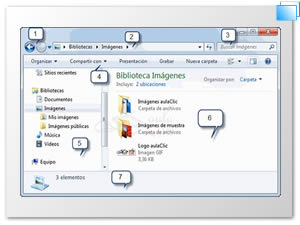 1
2
3
Bibliotecas ▸ Imágenes ▸
Buscar Imágenes
Organizar Compartir con Presentación Grabar Nueva carpeta
4
Sitios recientes
Bibliotecas
Documentos
Imágenes
Mis imágenes
Imágenes públicas
Música
Vídeos
Equipo
5
Biblioteca Imágenes
Incluye: 2 ubicaciones
Organizar por: Carpeta
Imágenes aulaClic
Carpeta de archivos
Imágenes de muestra
Carpeta de archivos
Logo aulaClic
Imagen GIF
3,36 KB
6
3 elementos
7